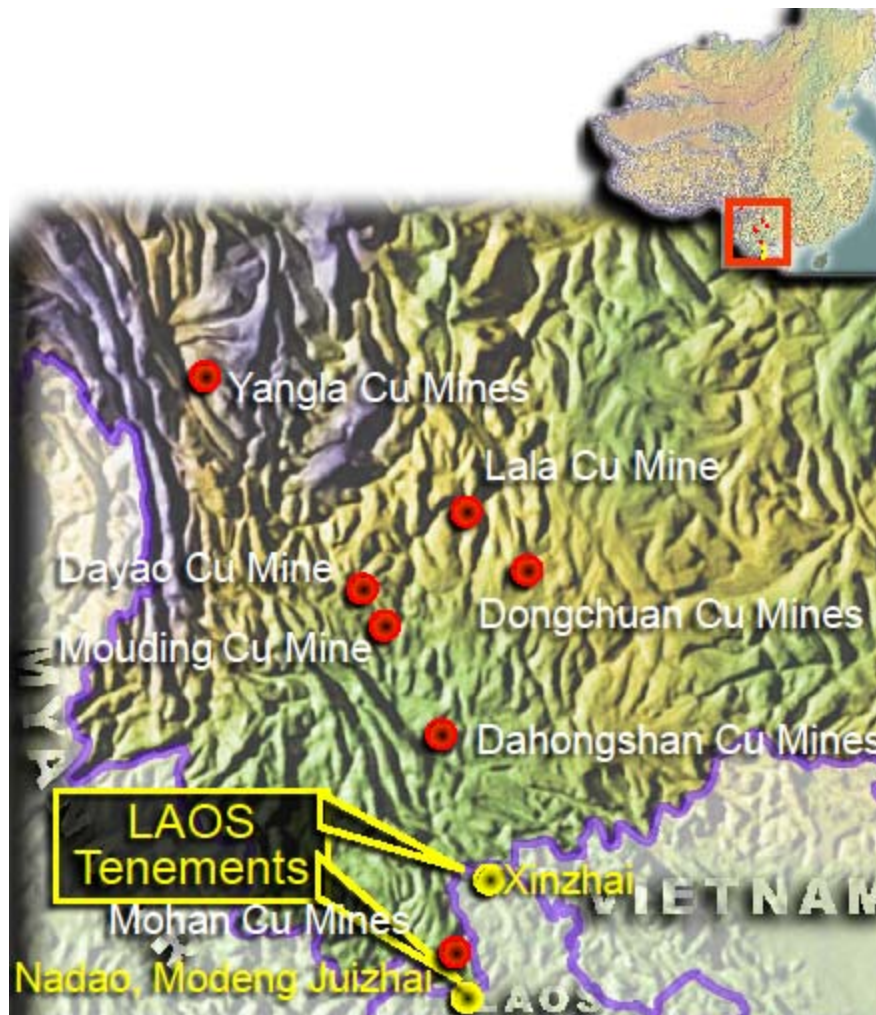 Yangla Cu Mines
Lala Cu Mine
Dayao Cu Mine
Dongchuan Cu Mines
Mouding Cu Mine
MYA
Dahongshan Cu Mines
LAOS
Tenements
Xinzhai
VIETNAM
Mohan Cu Mines
Nadao, Modeng Juizhai
LAOS